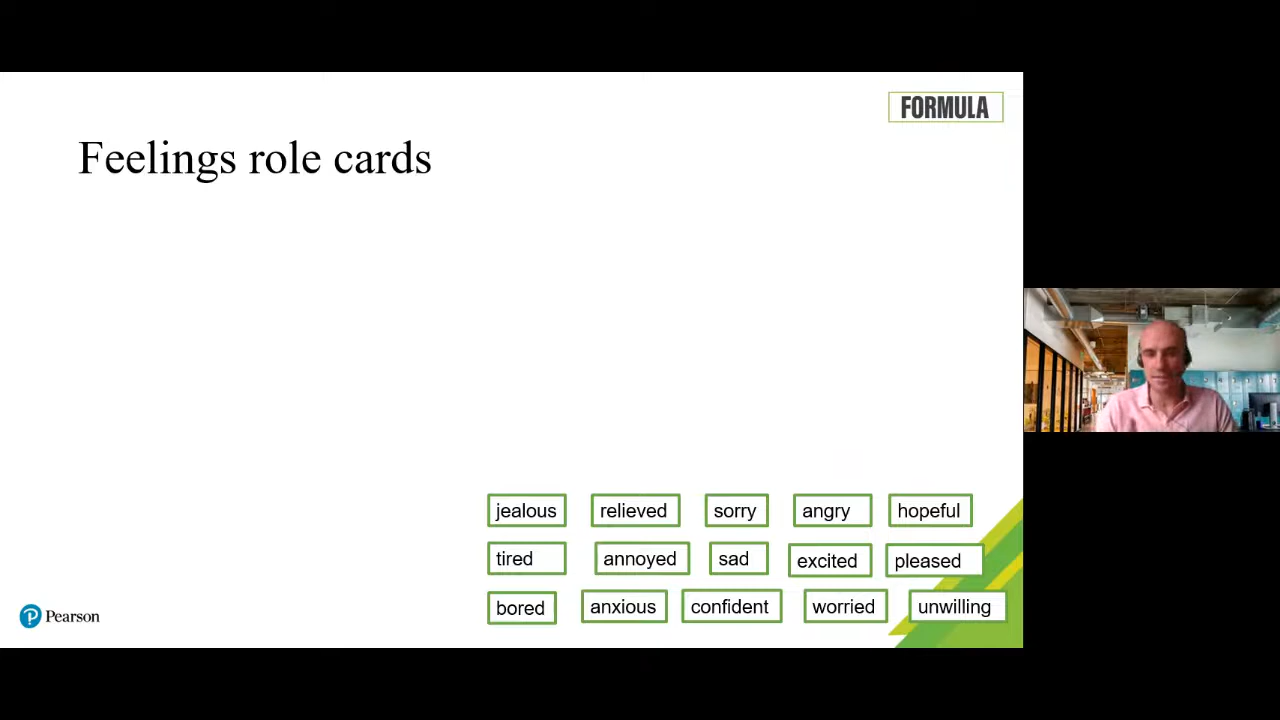 FORMULA
Feelings role cards
jealous relieved sorry angry hopeful
tired annoyed sad excited pleased
bored anxious confident worried unwilling
Pearson